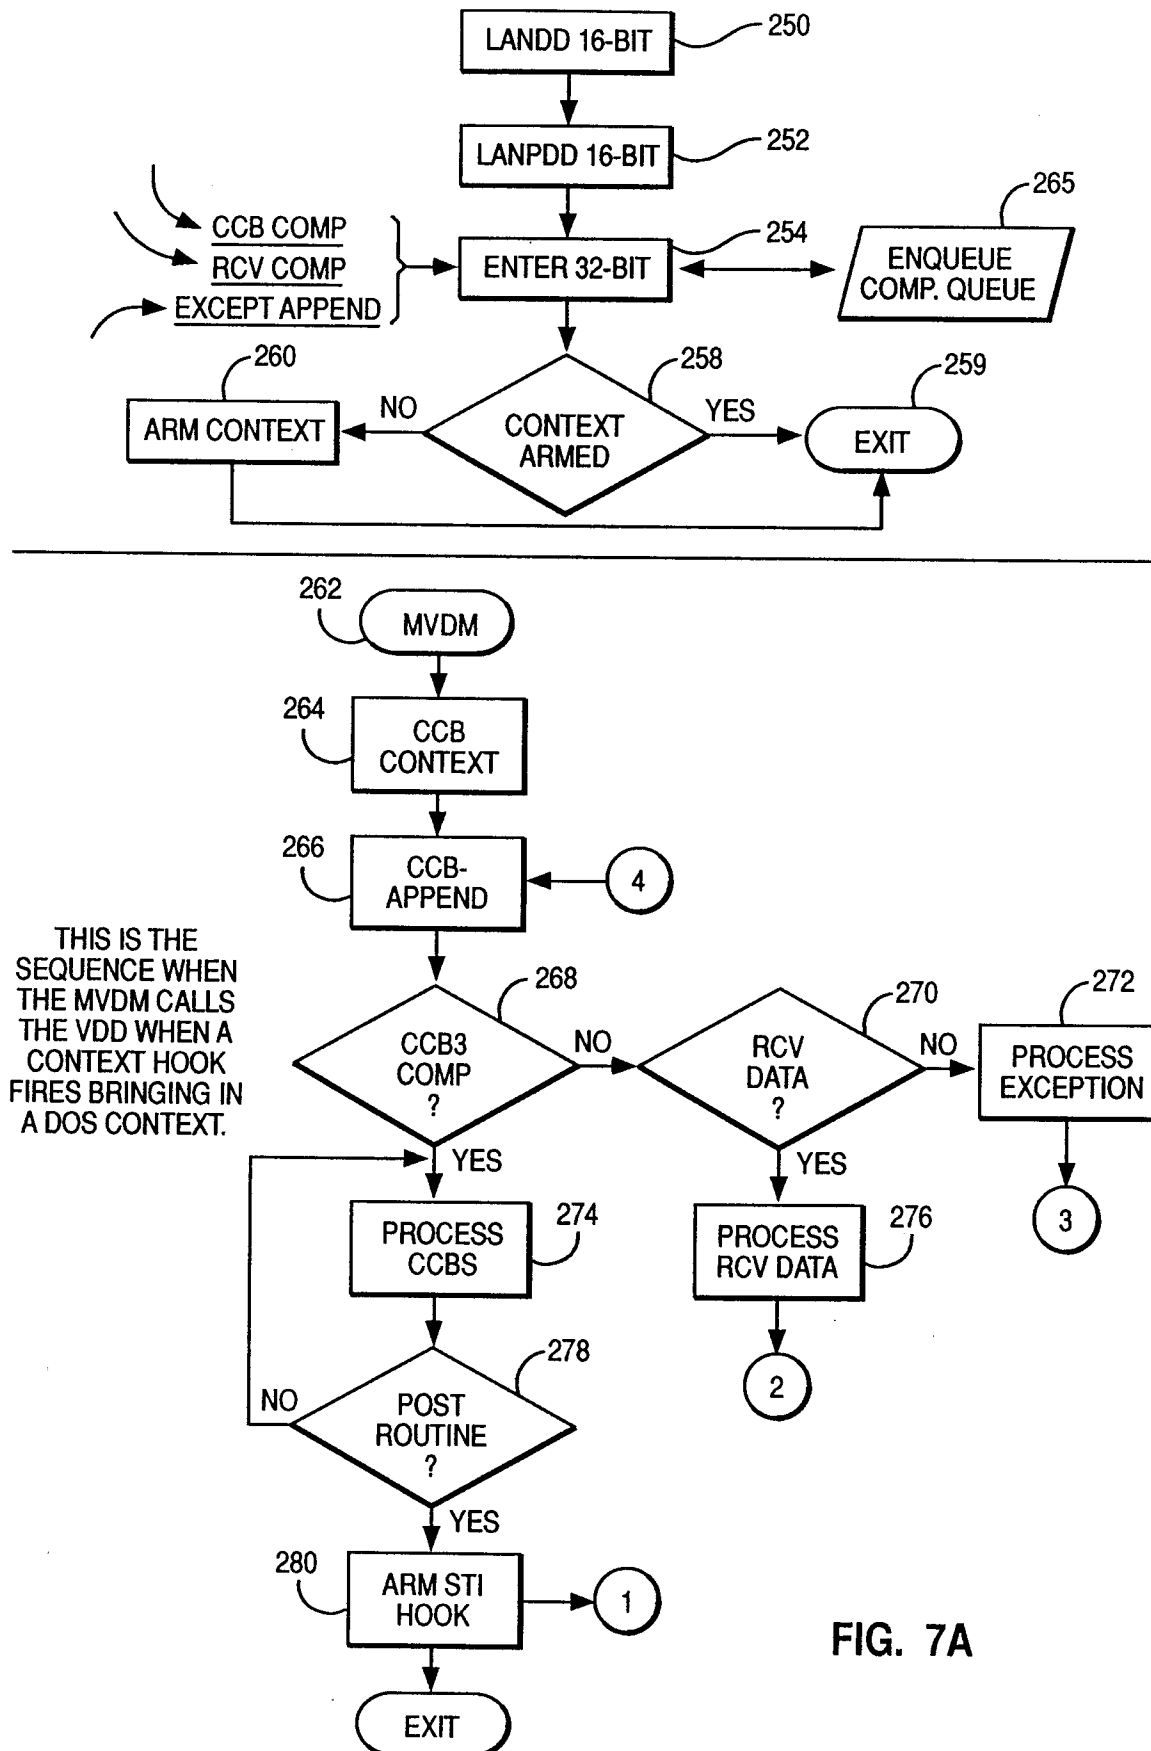 LANDD 16-BIT
250
LANPDD 16-BIT
252
265
CCB COMP
RCV COMP
EXCEPT APPEND
254
ENTER 32-BIT
ENQUEUE
COMP. QUEUE
260
258
259
NO
YES
ARM CONTEXT
CONTEXT
ARMED
EXIT
262
MVDM
264
CCB
CONTEXT
266
CCB-
APPEND
4
THIS IS THE
SEQUENCE WHEN
THE MVDM CALLS
THE VDD WHEN A
CONTEXT HOOK
FIRES BRINGING IN
A DOS CONTEXT.
268
270
272
CCB3
COMP
?
NO
RCV
DATA
?
NO
PROCESS
EXCEPTION
YES
YES
3
PROCESS
CCBS
274
PROCESS
RCV DATA
276
278
2
NO
POST
ROUTINE
?
YES
280
ARM STI
HOOK
1
EXIT
FIG. 7A